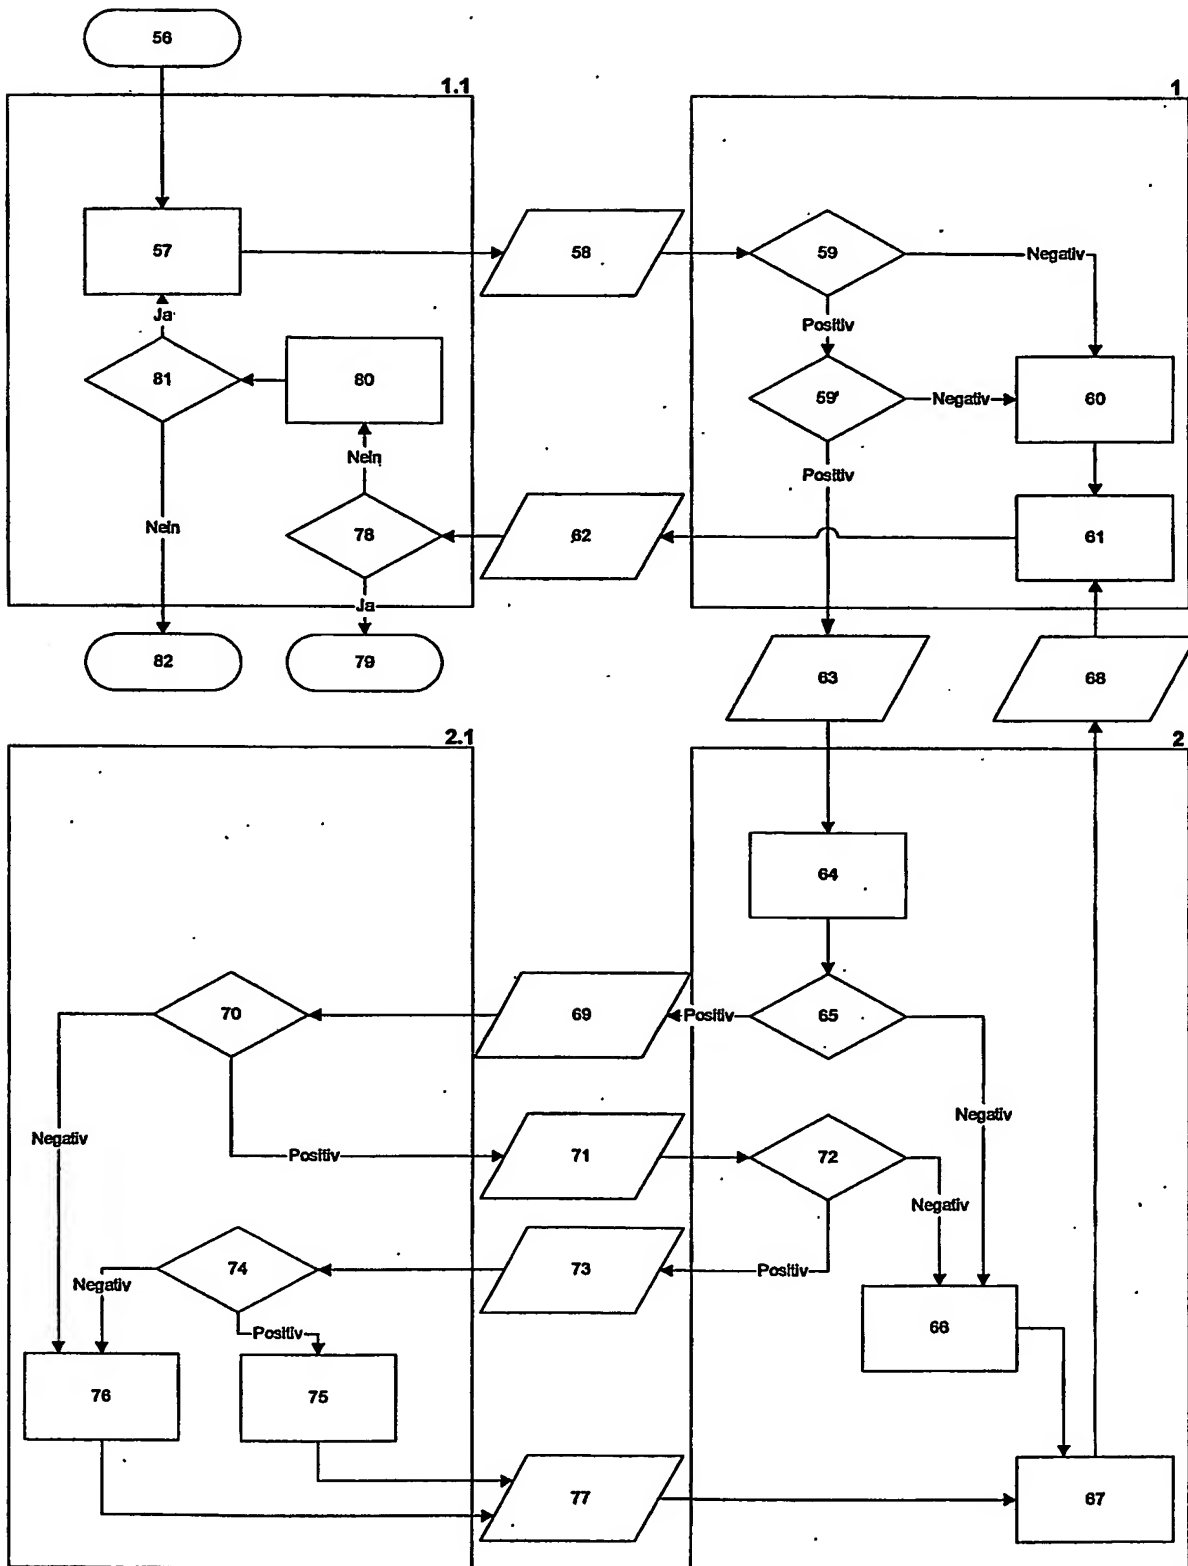 56
1.1
1
57
58
59
Negativ
Ja
Positiv
81
80
59'
Negativ
60
Nein
Positiv
Nein
78
62
61
Ja
82
79
63
68
2.1
2
64
70
69
Positiv
65
Negativ
Negativ
Positiv
71
72
Negativ
74
73
Positiv
Negativ
Positiv
66
76
75
77
67